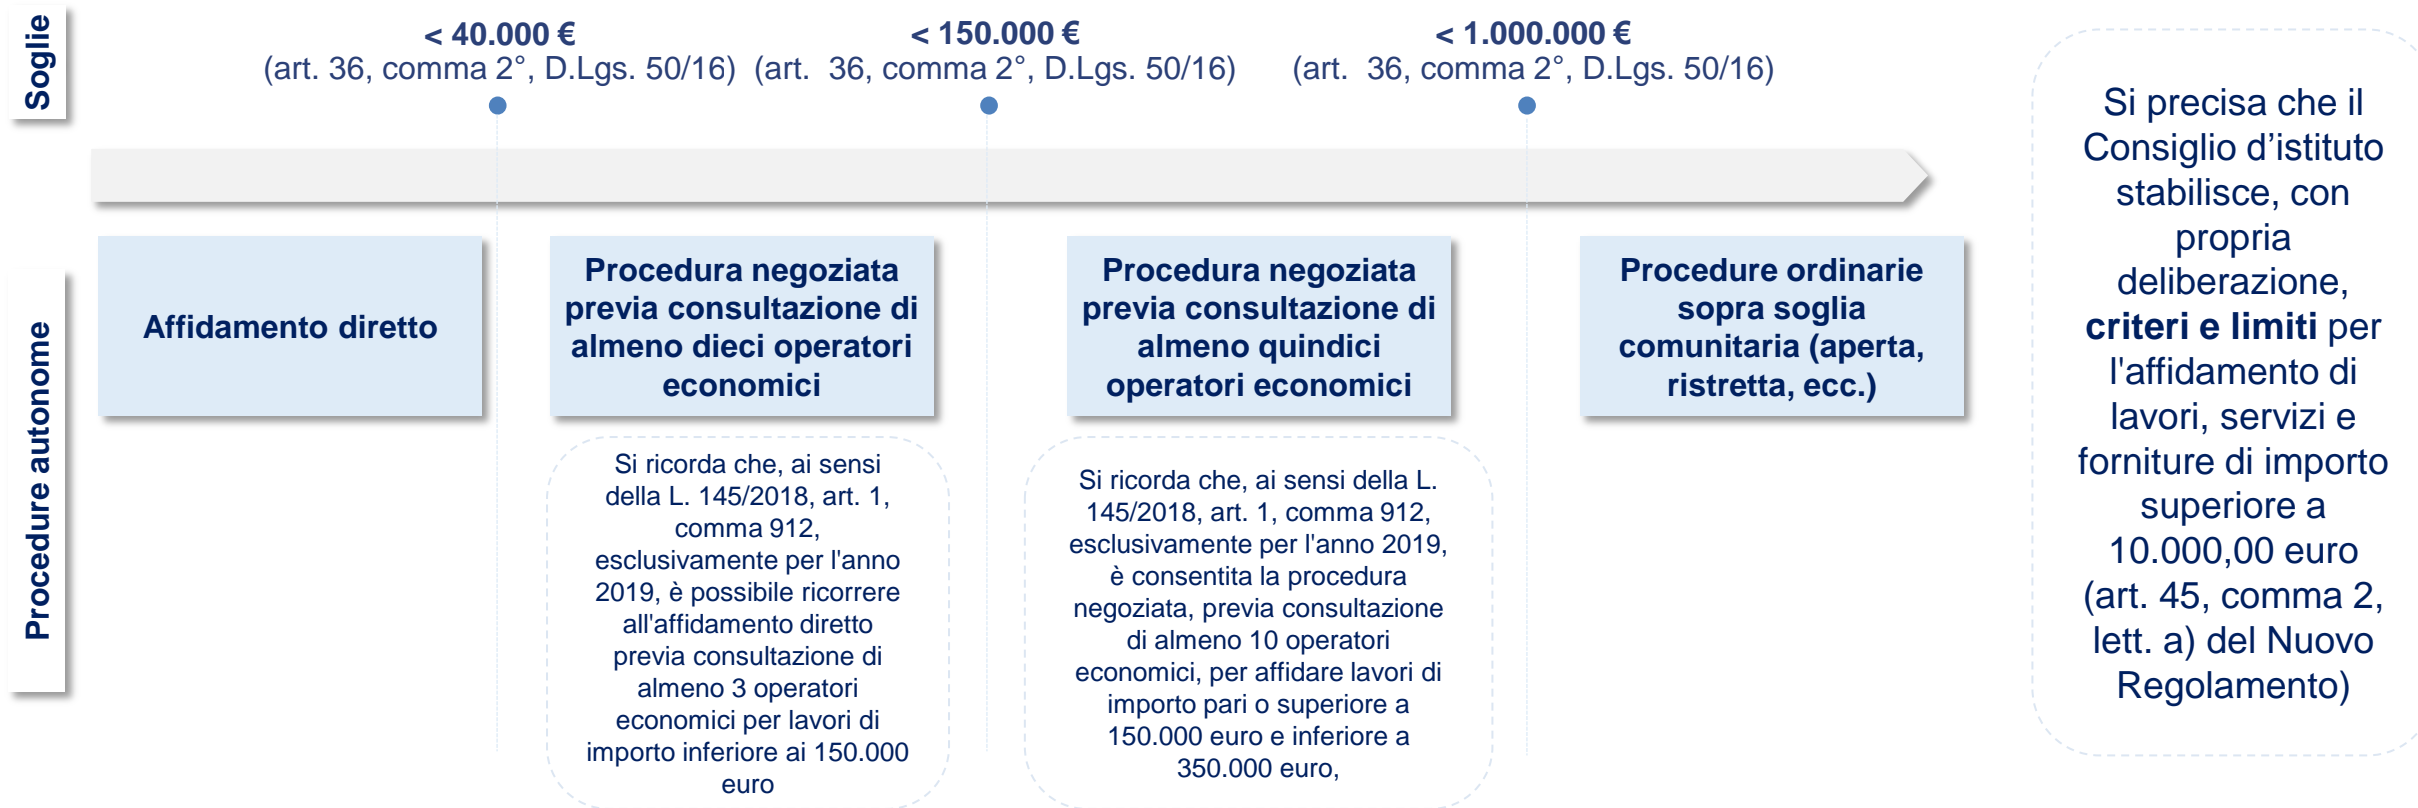 Soglie
< 40.000 €
(art. 36, comma 2°, D.Lgs. 50/16)
< 150.000 €
(art. 36, comma 2°, D.Lgs. 50/16)
< 1.000.000 €
(art. 36, comma 2°, D.Lgs. 50/16)
Procedure autonome
Affidamento diretto
Procedura negoziata
previa consultazione di
almeno dieci operatori
economici
Si ricorda che, ai sensi
della L. 145/2018, art. 1,
comma 912,
esclusivamente per l'anno
2019, è possibile ricorrere
all'affidamento diretto
previa consultazione di
almeno 3 operatori
economici per lavori di
importo inferiore ai 150.000
euro
Procedura negoziata
previa consultazione di
almeno quindici
operatori economici
Si ricorda che, ai sensi della L.
145/2018, art. 1, comma 912,
esclusivamente per l'anno 2019,
è consentita la procedura
negoziata, previa consultazione
di almeno 10 operatori
economici, per affidare lavori di
importo pari o superiore a
150.000 euro e inferiore a
350.000 euro,
Procedure ordinarie
sopra soglia
comunitaria (aperta,
ristretta, ecc.)
Si precisa che il
Consiglio d’istituto
stabilisce, con
propria
deliberazione,
criteri e limiti per
l'affidamento di
lavori, servizi e
forniture di importo
superiore a
10.000,00 euro
(art. 45, comma 2,
lett. a) del Nuovo
Regolamento)